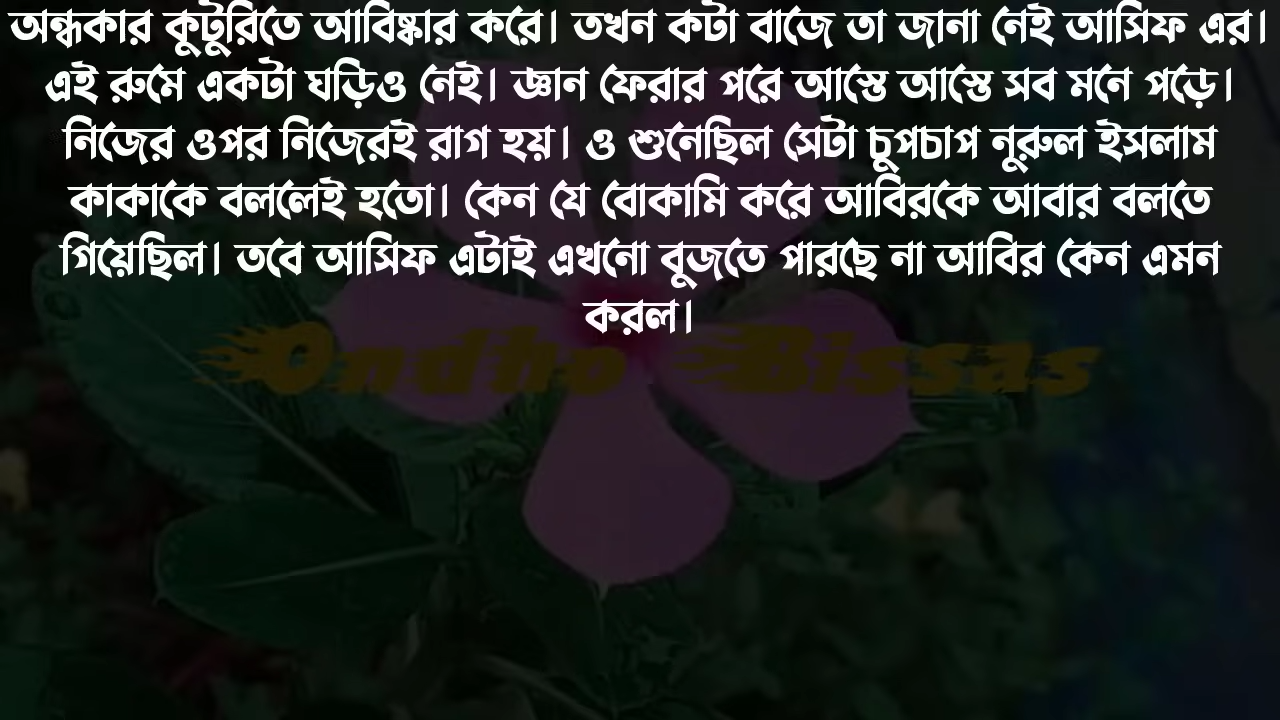 অন্ধকার কুটুরিতে আবিষ্কার করে। তখন কটা বাজে তা জানা নেই আসিফ এর।
এই রুমে একটা ঘড়িও নেই। জ্ঞান ফেরার পরে আস্তে আস্তে সব মনে পড়ে।
নিজের ওপর নিজেরই রাগ হয়। ও শুনেছিল সেটা চুপচাপ নুরুল ইসলাম
কাকাকে বললেই হতো। কেন যে বোকামি করে আবিরকে আবার বলতে
গিয়েছিল। তবে আসিফ এটাই এখনো বুজতে পারছে না আবির কেন এমন
করল।
Ondho Bissas